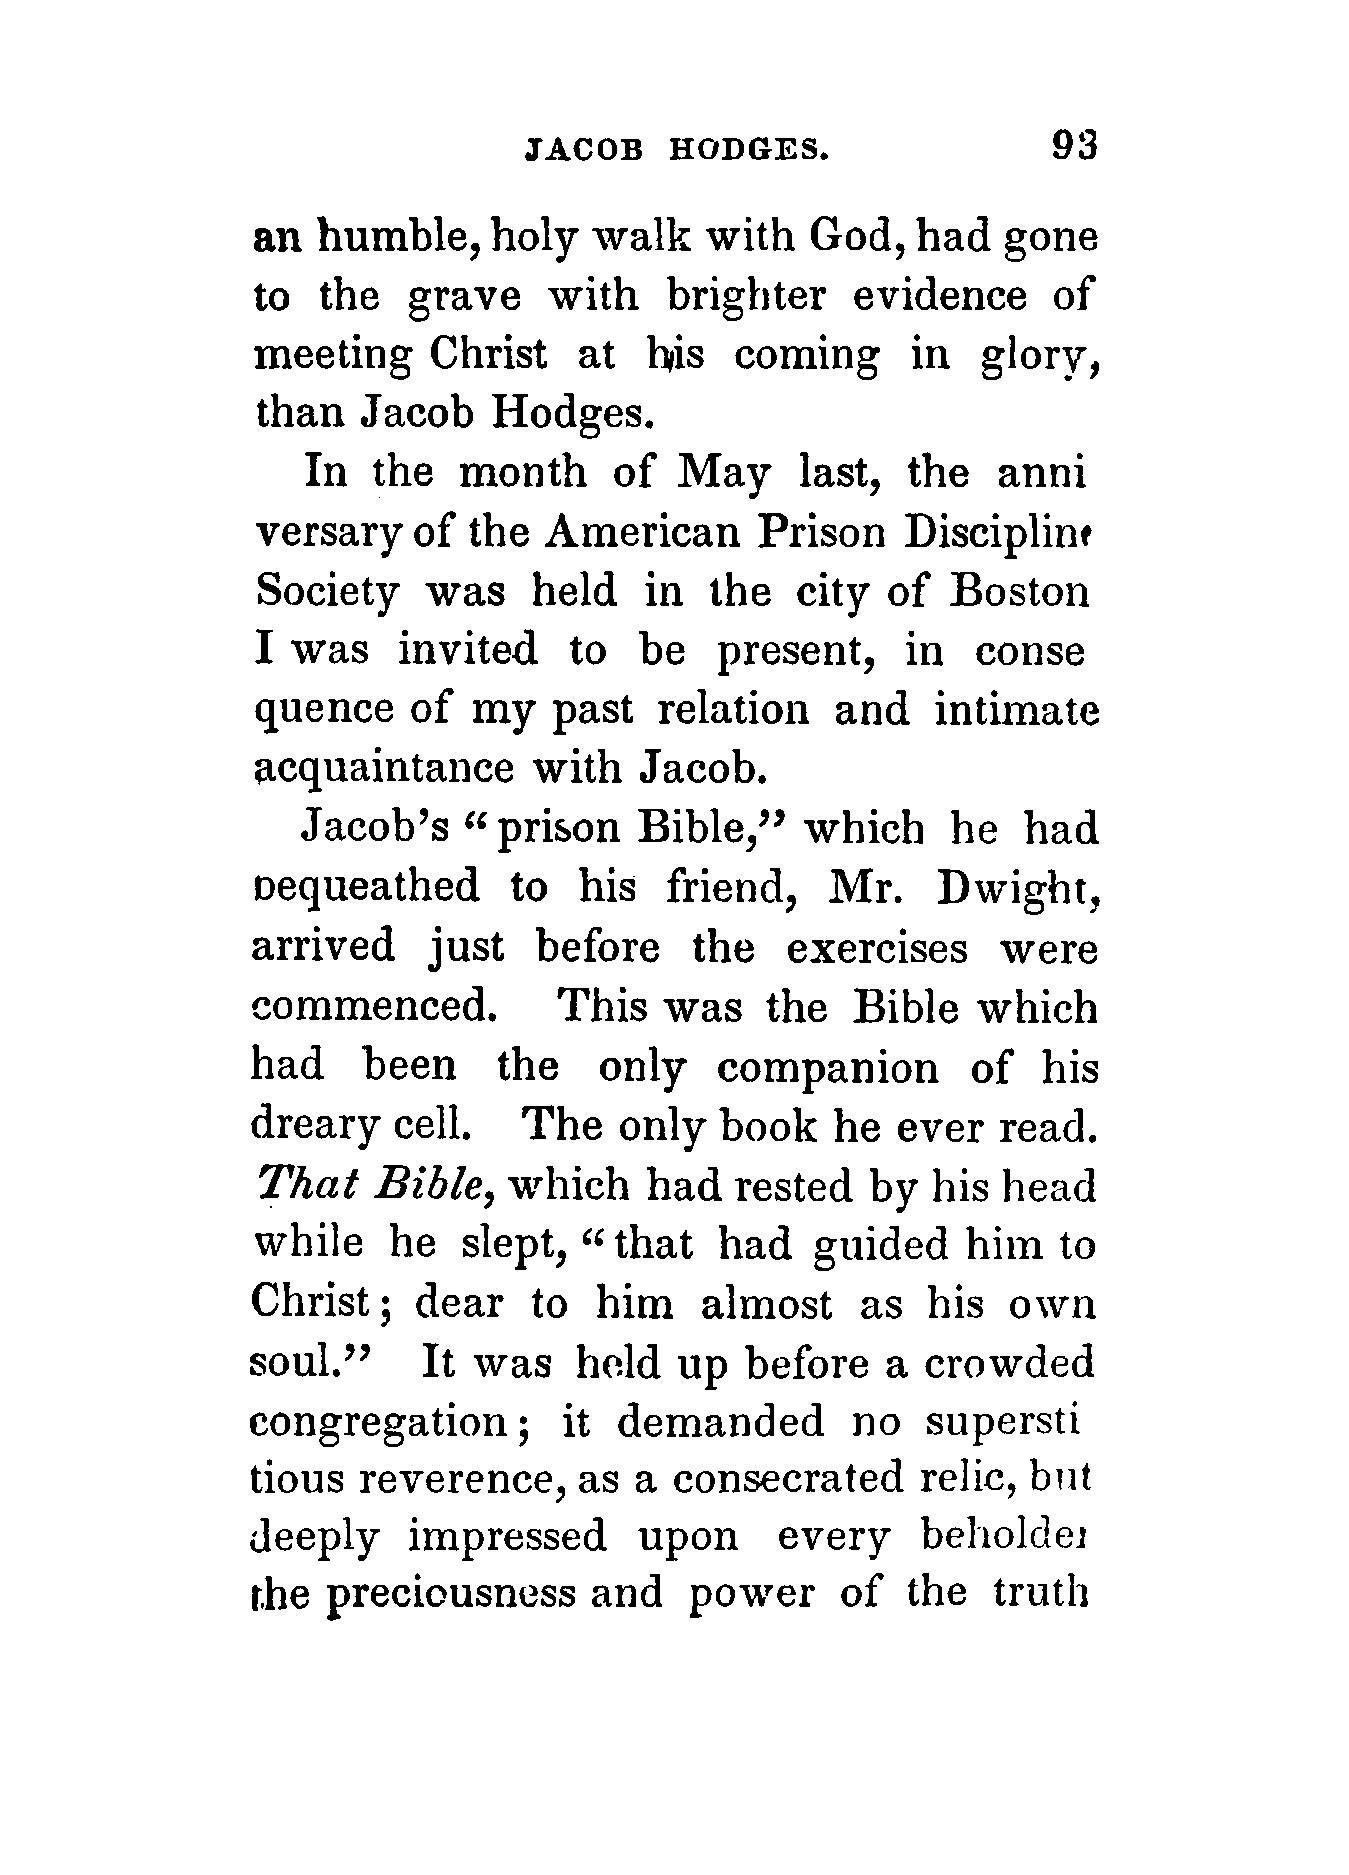 JACOB HODGES. 93
an humble, holy walk with God, had gone
to the grave with brighter evidence of
meeting Christ at his coming in glory,
than Jacob Hodges.
In the month of May last, the anni
versary of the American Prison Discipline
Society was held in the city of Boston
I was invited to be present, in conse
quence of my past relation and intimate
acquaintance with Jacob.
Jacob's “prison Bible,” which he had
bequeathed to his friend, Mr. Dwight,
arrived just before the exercises were
commenced. This was the Bible which
had been the only companion of his
dreary cell. The only book he ever read.
That Bible, which had rested by his head
while he slept, “that had guided him to
Christ; dear to him almost as his own
soul.” It was held up before a crowded
congregation; it demanded no supersti
tious reverence, as a consecrated relic, but
deeply impressed upon every beholder
the preciousness and power of the truth